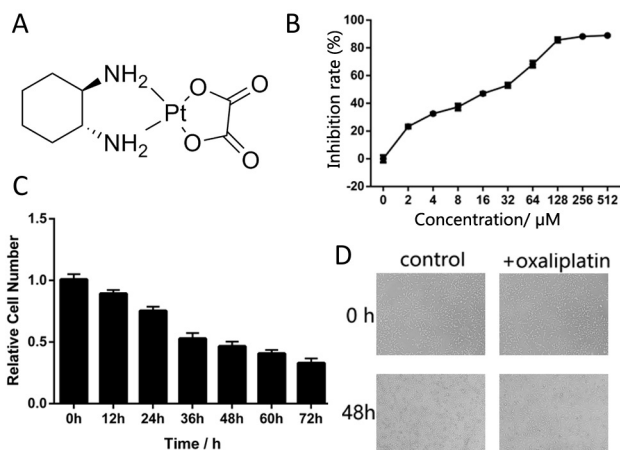 A
NH2
NH2
Pt
O
O
O
O
B
Inhibition rate (%)
100
80
60
40
20
0
-20
0 2 4 8 16 32 64 128 256 512
Concentration/ μM
C
Relative Cell Number
1.5
1.0
0.5
0.0
0h 12h 24h 36h 48h 60h 72h
Time / h
D
control +oxaliplatin
0 h
48h